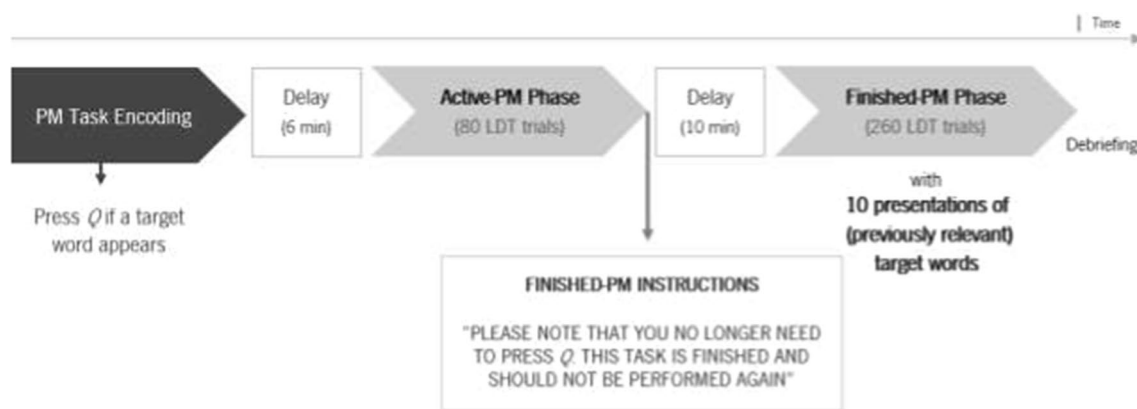 Time
PM Task Encoding
Delay
(6 min)
Active-PM Phase
(80 LDT trials)
Delay
(10 min)
Finished-PM Phase
(260 LDT trials)
Debriefing
Press Q if a target
word appears
with
10 presentations of
(previously relevant)
target words
FINISHED-PM INSTRUCTIONS
"PLEASE NOTE THAT YOU NO LONGER NEED
TO PRESS Q. THIS TASK IS FINISHED AND
SHOULD NOT BE PERFORMED AGAIN"